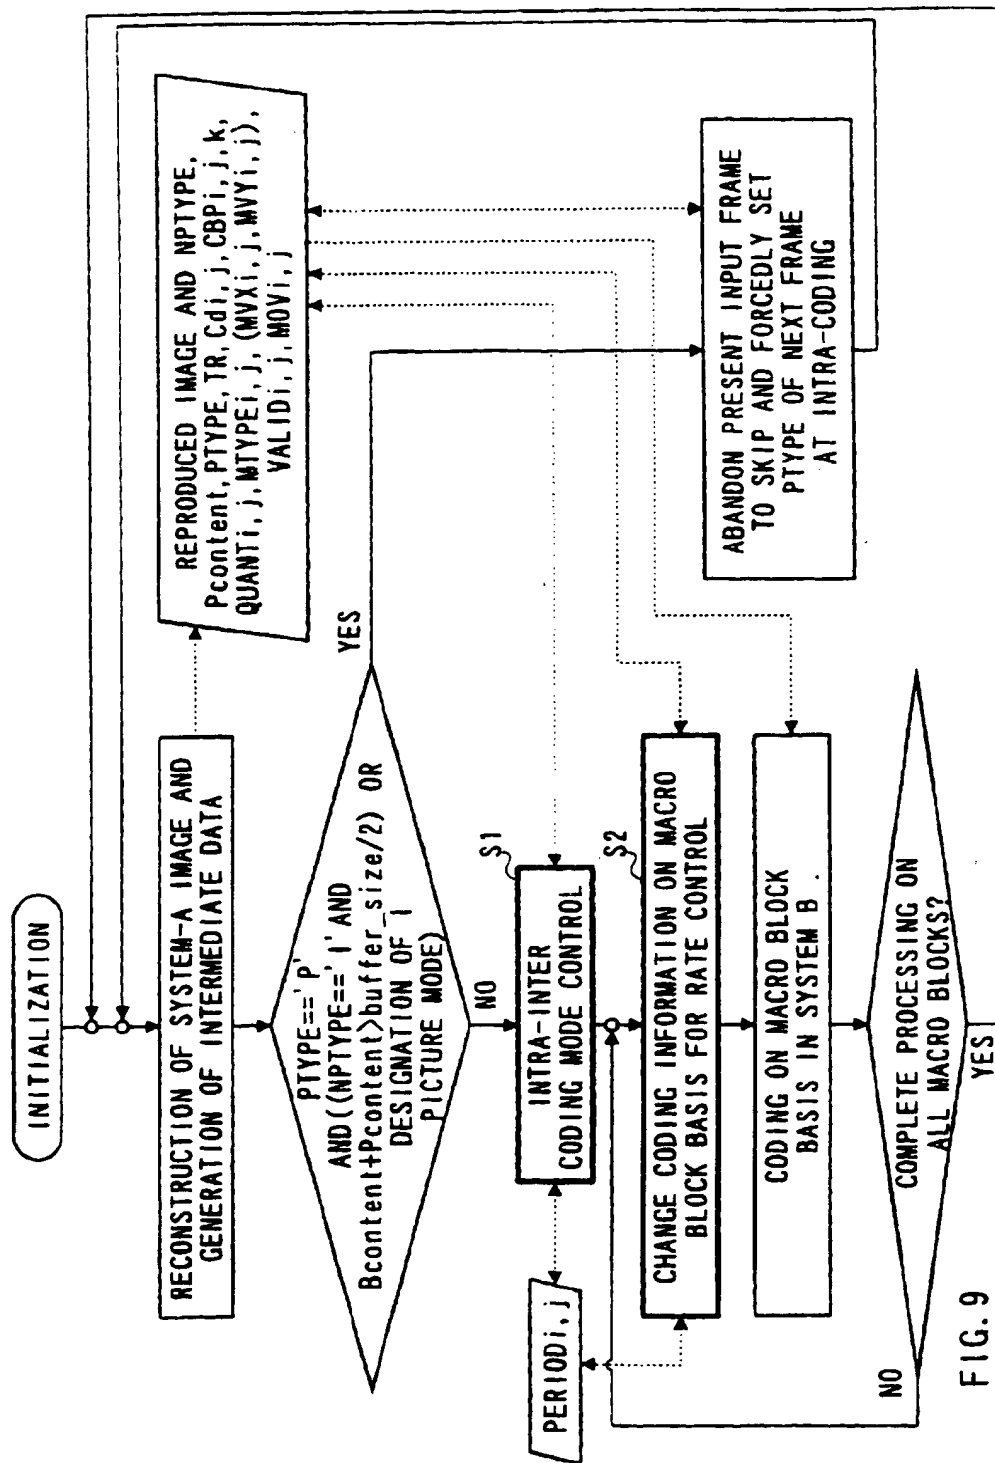 INITIALIZATION
RECONSTRUCTION OF SYSTEM-A IMAGE AND
GENERATION OF INTERMEDIATE DATA
REPRODUCED IMAGE AND NPTYPE,
Pcontent, PTYPE, TR, Cdi, j, CBPi, j, k,
QUANTi, j, MTYPEi, j, (MVXi, j, MVYi, j),
VALIDi, j, MOVi, j
PTYPE=='P'
AND((NPTYPE=='I' AND
Bcontent+Pcontent>buffer_size/2) OR
DESIGNATION OF I
PICTURE MODE)
YES
NO
ABANDON PRESENT INPUT FRAME
TO SKIP AND FORCEDLY SET
PTYPE OF NEXT FRAME
AT INTRA-CODING
S1
INTRA-INTER
CODING MODE CONTROL
PERIODi, j
S2
CHANGE CODING INFORMATION ON MACRO
BLOCK BASIS FOR RATE CONTROL
CODING ON MACRO BLOCK
BASIS IN SYSTEM B
COMPLETE PROCESSING ON
ALL MACRO BLOCKS?
NO
YES
FIG. 9